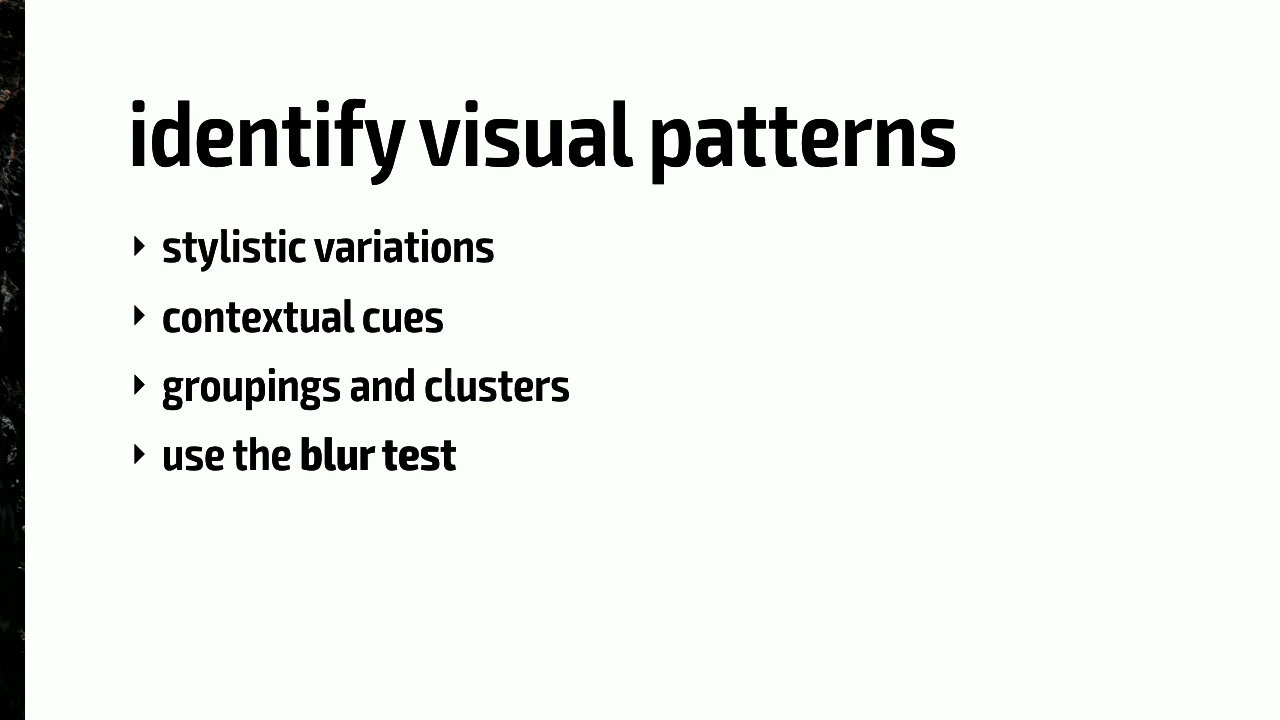 identify visual patterns
‣ stylistic variations
‣ contextual cues
‣ groupings and clusters
‣ use the blur test